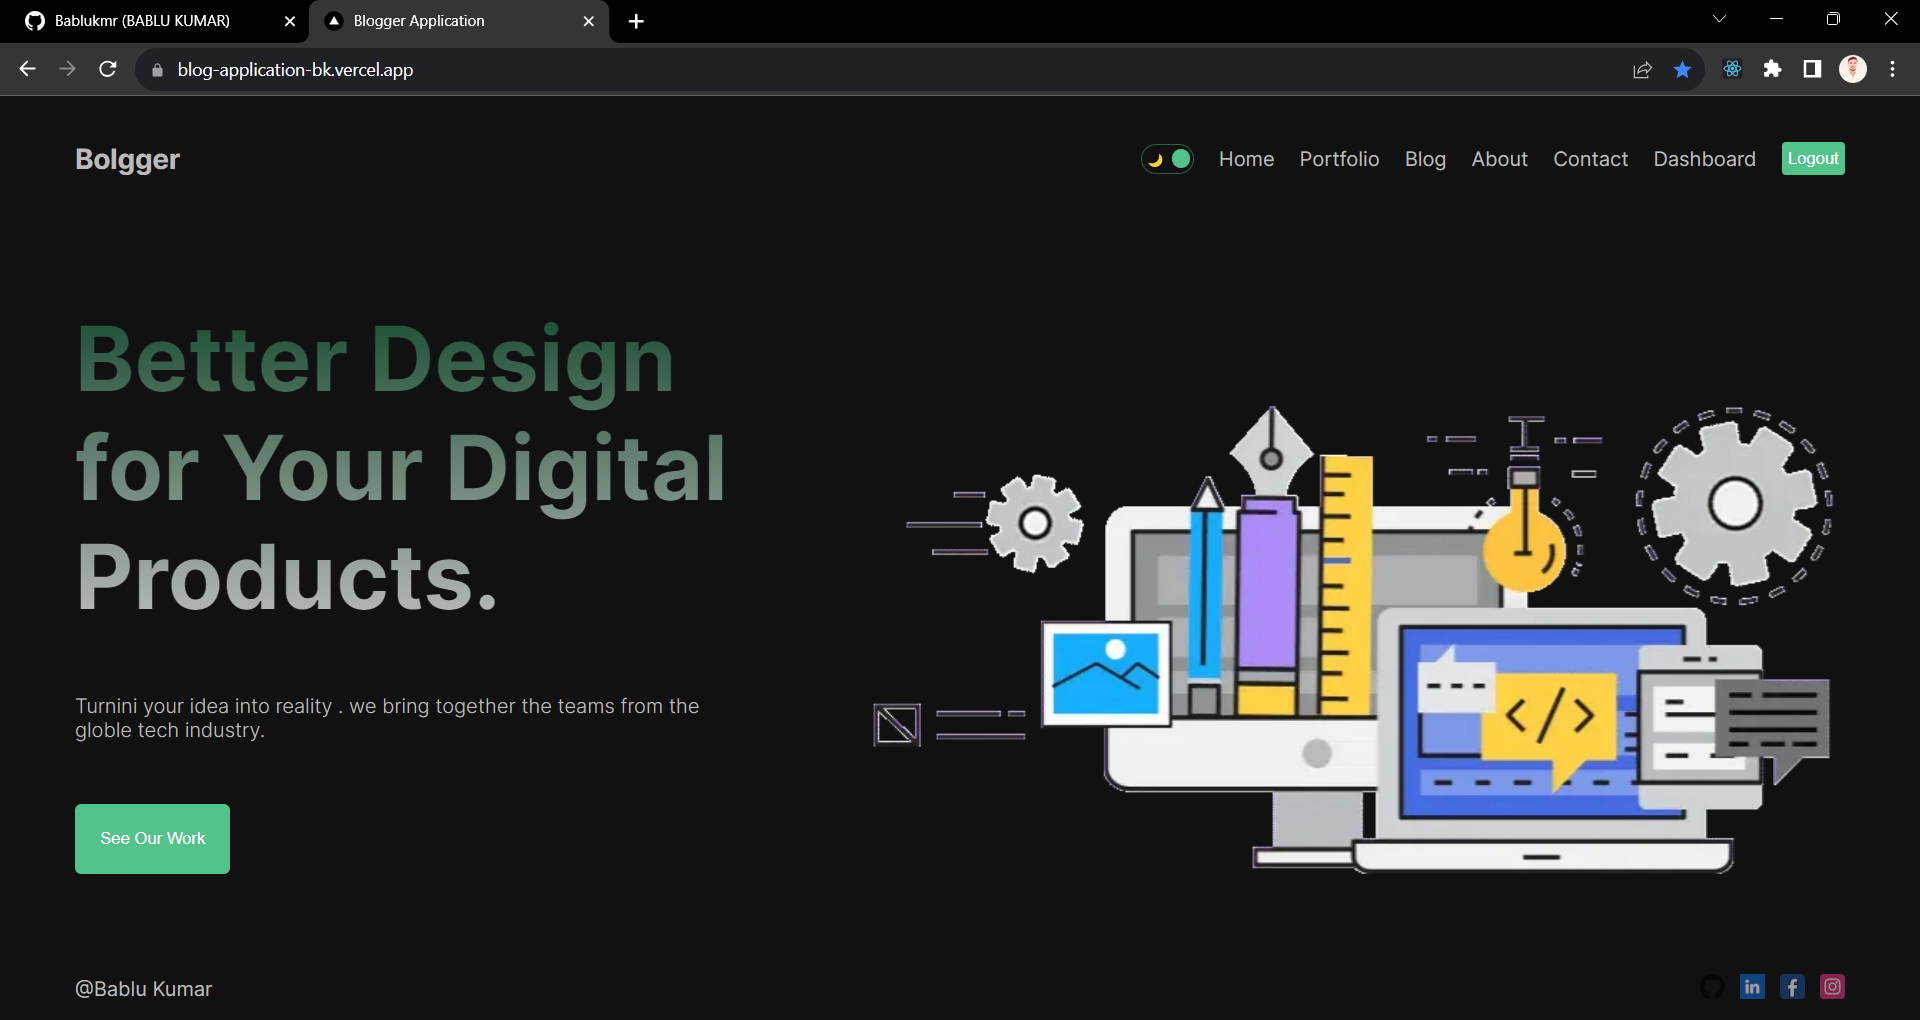 Bablukmr (BABLU KUMAR)
Blogger Application
blog-application-bk.vercel.app
Bolgger
Home Portfolio Blog About Contact Dashboard Logout
Better Design
for Your Digital
Products.
Turnini your idea into reality . we bring together the teams from the
globle tech industry.
See Our Work
</>
@Bablu Kumar
in f